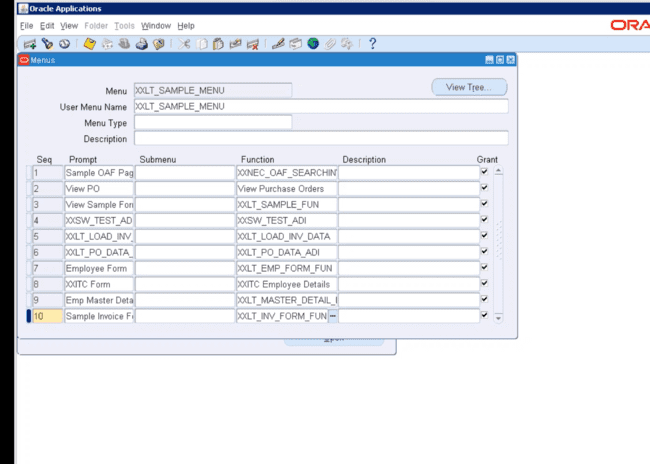 Oracle Applications
File Edit View Folder Tools Window Help
ORA
?
Menus
Menu XXLT_SAMPLE_MENU
View Tree...
User Menu Name XXLT_SAMPLE_MENU
Menu Type
Description
Seq Prompt Submenu Function Description Grant
1 Sample OAF Pag XXNEC_OAF_SEARCHIN
2 View PO View Purchase Orders
3 View Sample Fon XXLT_SAMPLE_FUN
4 XXSW_TEST_AD XXSW_TEST_ADI
5 XXLT_LOAD_INV_ XXLT_LOAD_INV_DATA
6 XXLT_PO_DATA_ XXLT_PO_DATA_ADI
7 Employee Form XXLT_EMP_FORM_FUN
8 XXITC Form XXITC Employee Details
9 Emp Master Deta XXLT_MASTER_DETAIL_
10 Sample Invoice F XXLT_INV_FORM_FUN